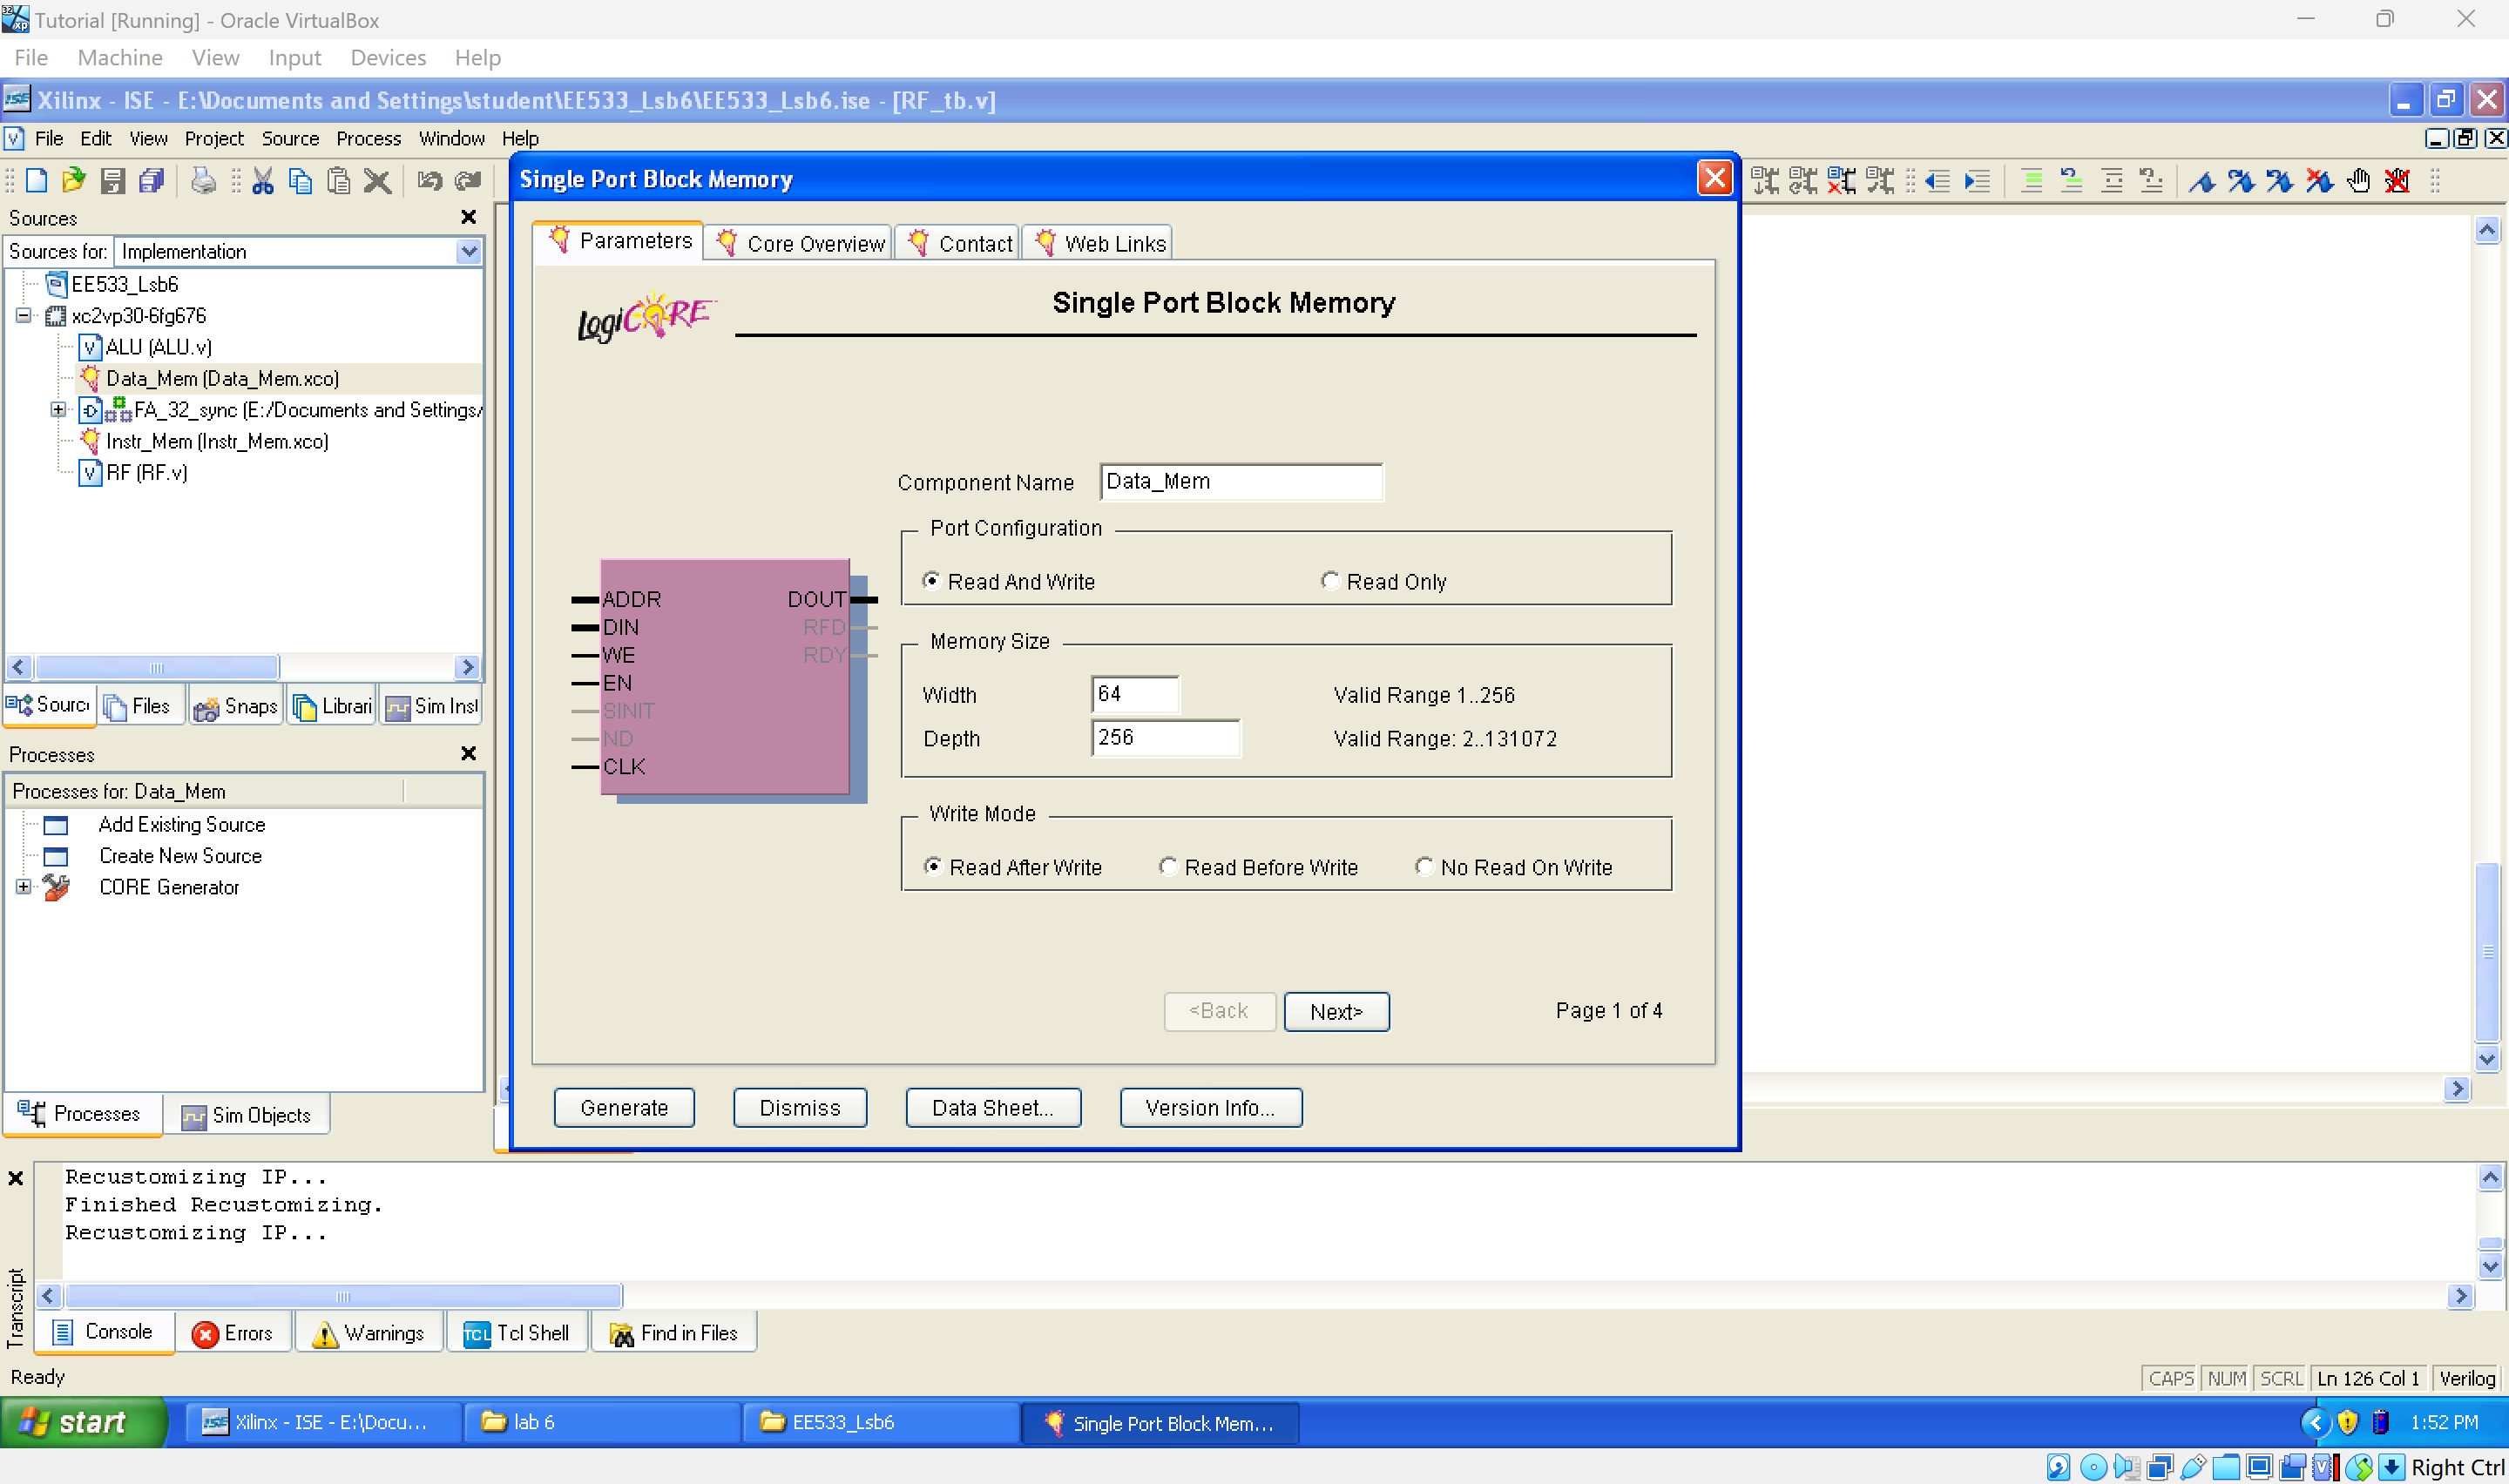 Tutorial [Running] - Oracle VirtualBox
File Machine View Input Devices Help
Xilinx - ISE - E:\Documents and Settings\student\EE533_Lsb6\EE533_Lsb6.ise - [RF_tb.v]
File Edit View Project Source Process Window Help
Sources
Sources for: Implementation
EE533_Lsb6
xc2vp30-6fg676
ALU (ALU.v)
Data_Mem (Data_Mem.xco)
FA_32_sync (E:/Documents and Settings/
Instr_Mem (Instr_Mem.xco)
RF (RF.v)
Sourc Files Snaps Librari Sim Inst
Processes
Processes for: Data_Mem
Add Existing Source
Create New Source
CORE Generator
Processes Sim Objects
Single Port Block Memory
Parameters Core Overview Contact Web Links
LogiCORE
Single Port Block Memory
Component Name Data_Mem
Port Configuration
Read And Write Read Only
Memory Size
Width 64 Valid Range 1..256
Depth 256 Valid Range: 2..131072
Write Mode
Read After Write Read Before Write No Read On Write
ADDR DOUT
DIN RFD
WE RDY
EN
SINIT
ND
CLK
<Back Next> Page 1 of 4
Generate Dismiss Data Sheet... Version Info...
Recustomizing IP...
Finished Recustomizing.
Recustomizing IP...
Transcript
Console Errors Warnings Tcl Shell Find in Files
Ready CAPS NUM SCRL Ln 126 Col 1 Verilog
start Xilinx - ISE - E:\Docu... lab 6 EE533_Lsb6 Single Port Block Mem... 1:52 PM
Right Ctrl